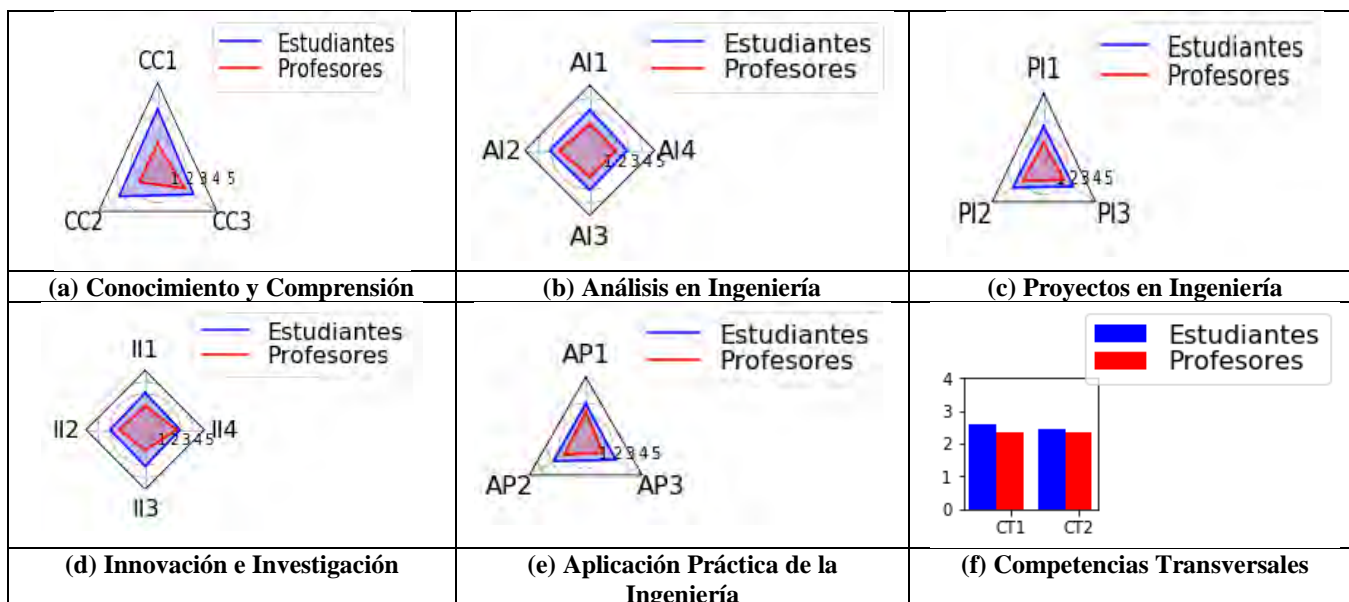 Estudiantes
Profesores
CC1
1 2 3 4 5
CC2
CC3
(a) Conocimiento y Comprensión
Estudiantes
Profesores
AI1
AI2
1 2 3 4 5
AI4
AI3
(b) Análisis en Ingeniería
Estudiantes
Profesores
PI1
1 2 3 4 5
PI2
PI3
(c) Proyectos en Ingeniería
Estudiantes
Profesores
II1
II2
1 2 3 4 5
II4
II3
(d) Innovación e Investigación
Estudiantes
Profesores
AP1
1 2 3 4 5
AP2
AP3
(e) Aplicación Práctica de la
Ingeniería
Estudiantes
Profesores
4
3
2
1
0
CT1
CT2
(f) Competencias Transversales